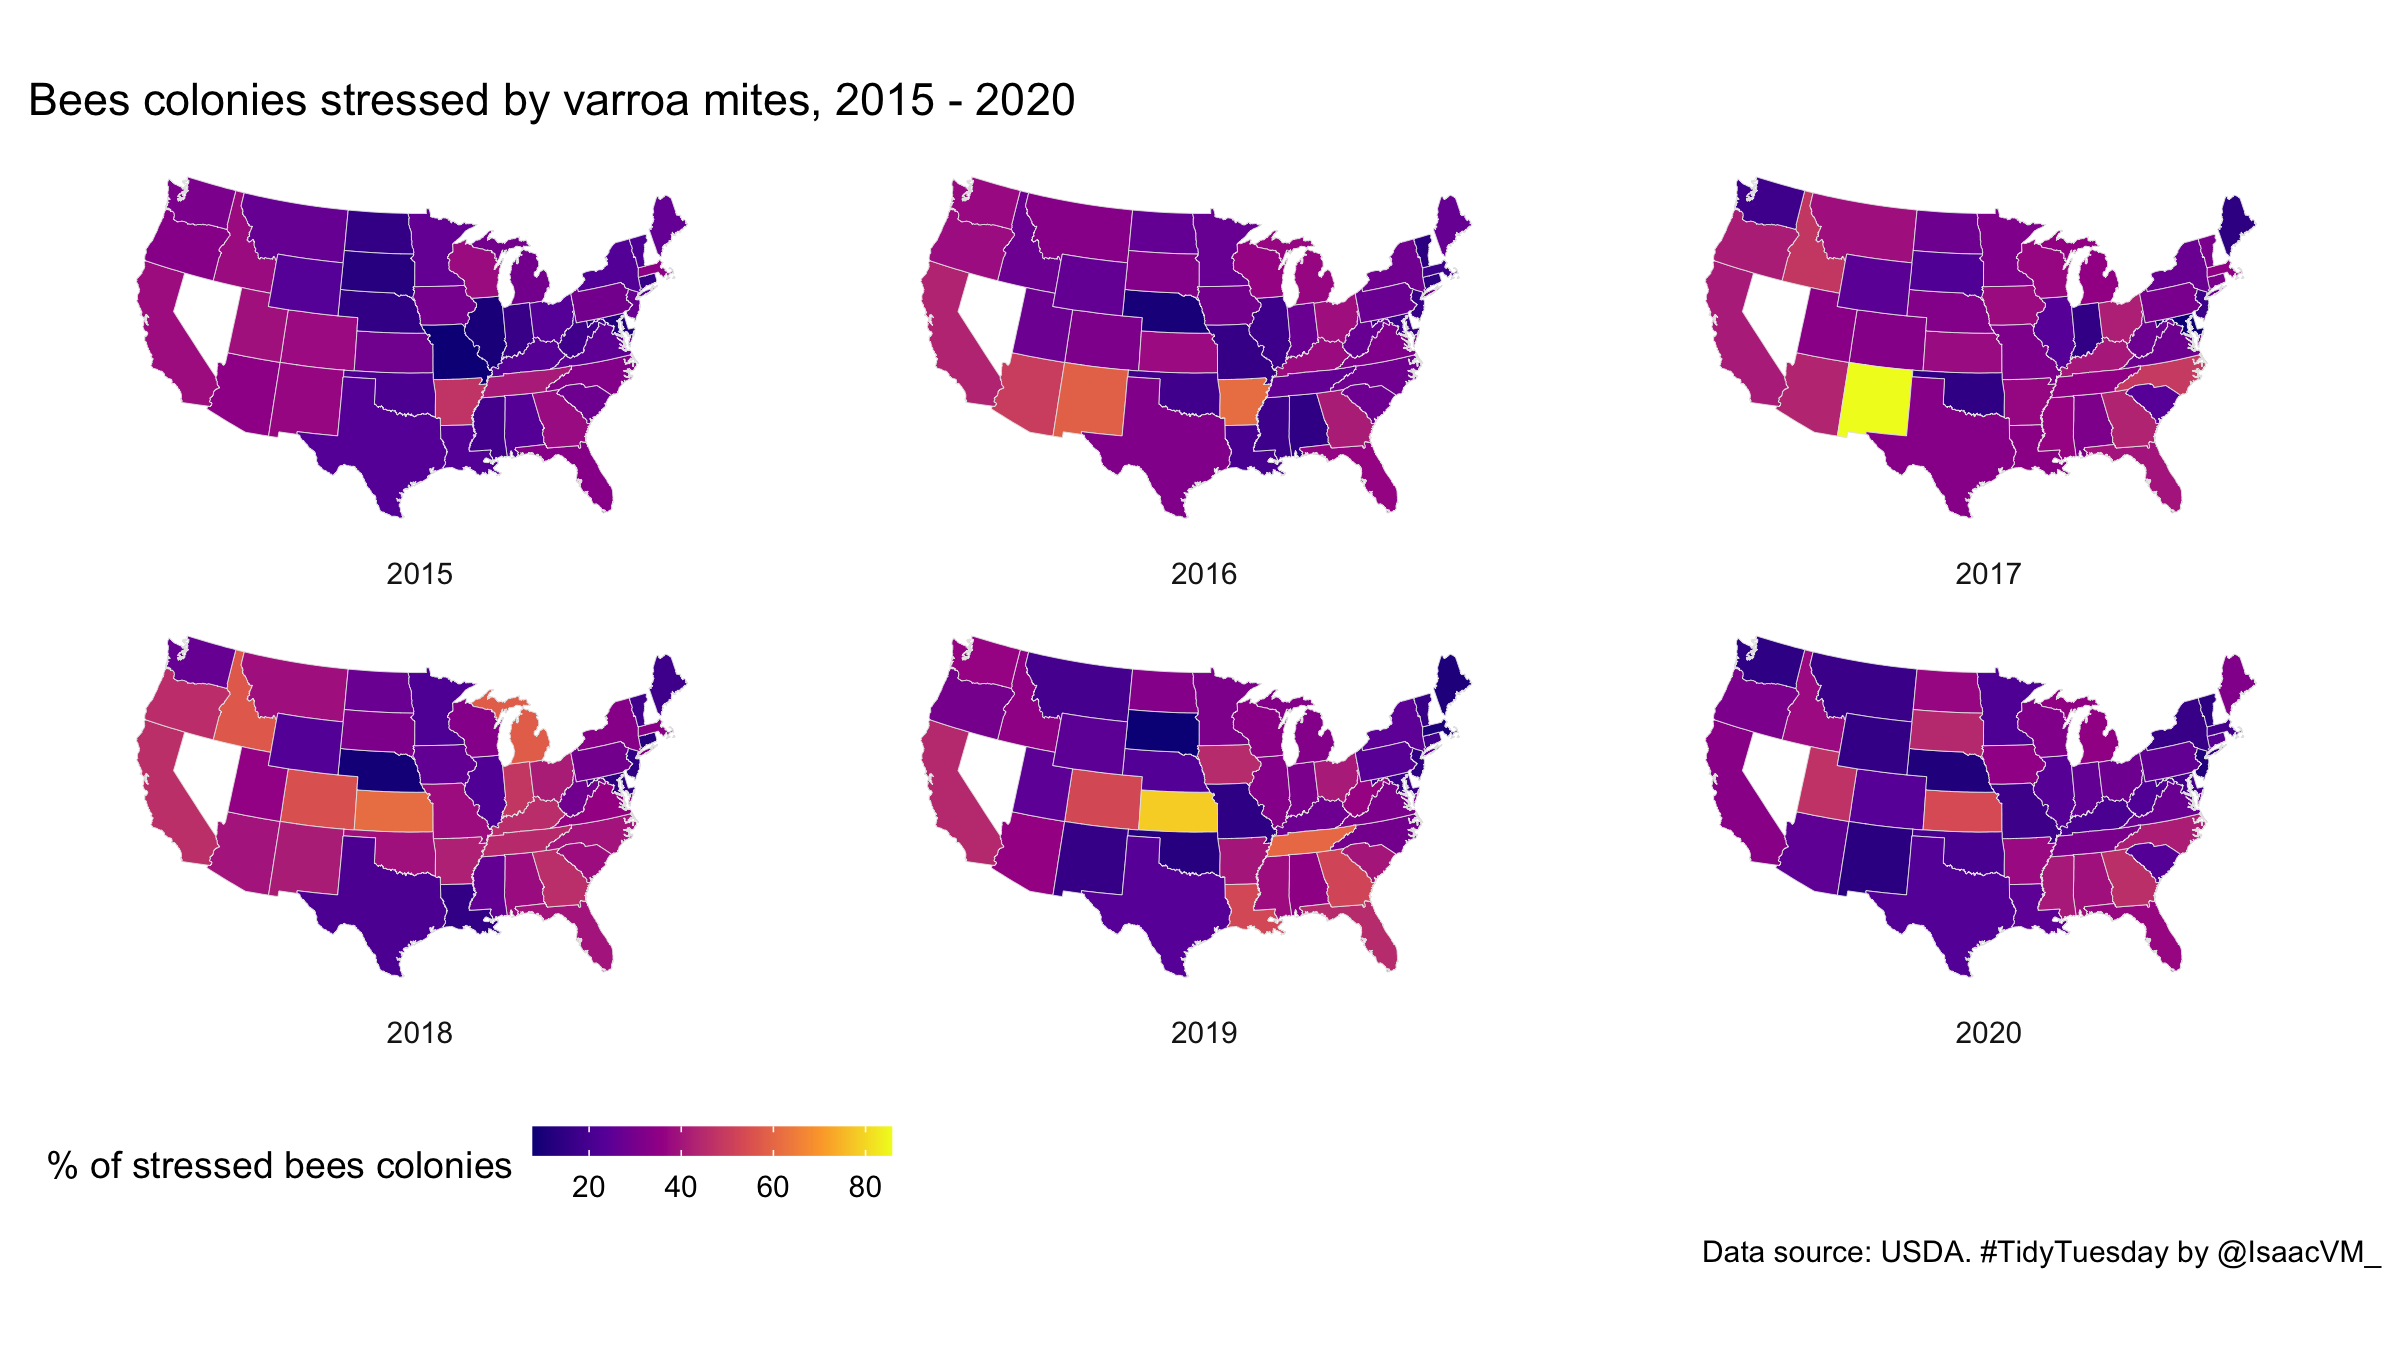 Bees colonies stressed by varroa mites, 2015 - 2020
2015
2016
2017
2018
2019
2020
% of stressed bees colonies
20 40 60 80
Data source: USDA. #TidyTuesday by @IsaacVM_